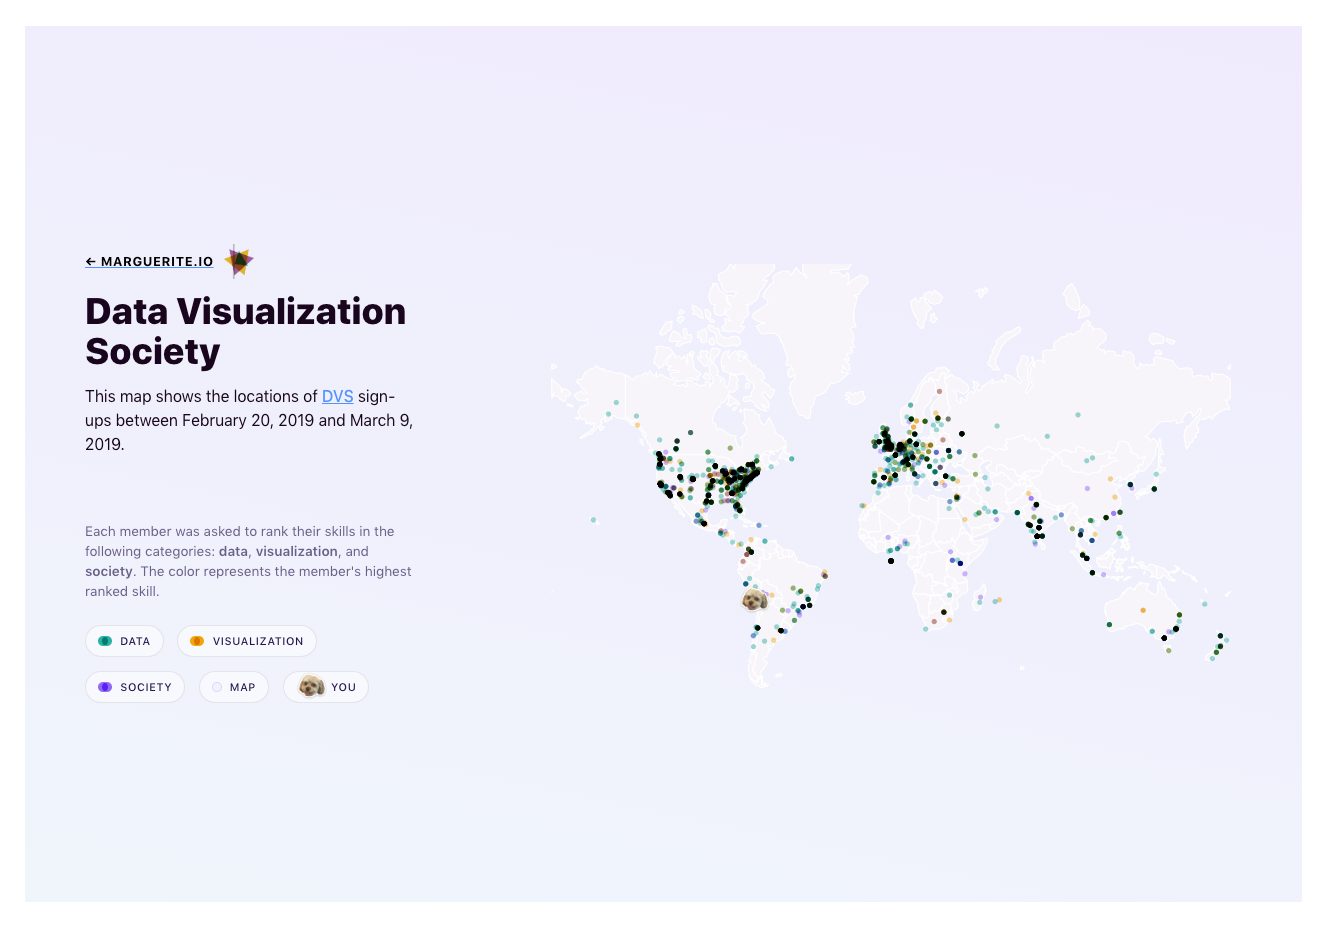 ← MARGUERITE.IO
Data Visualization
Society
This map shows the locations of DVS sign-
ups between February 20, 2019 and March 9,
2019.
Each member was asked to rank their skills in the
following categories: data, visualization, and
society. The color represents the member's highest
ranked skill.
DATA VISUALIZATION
SOCIETY MAP YOU